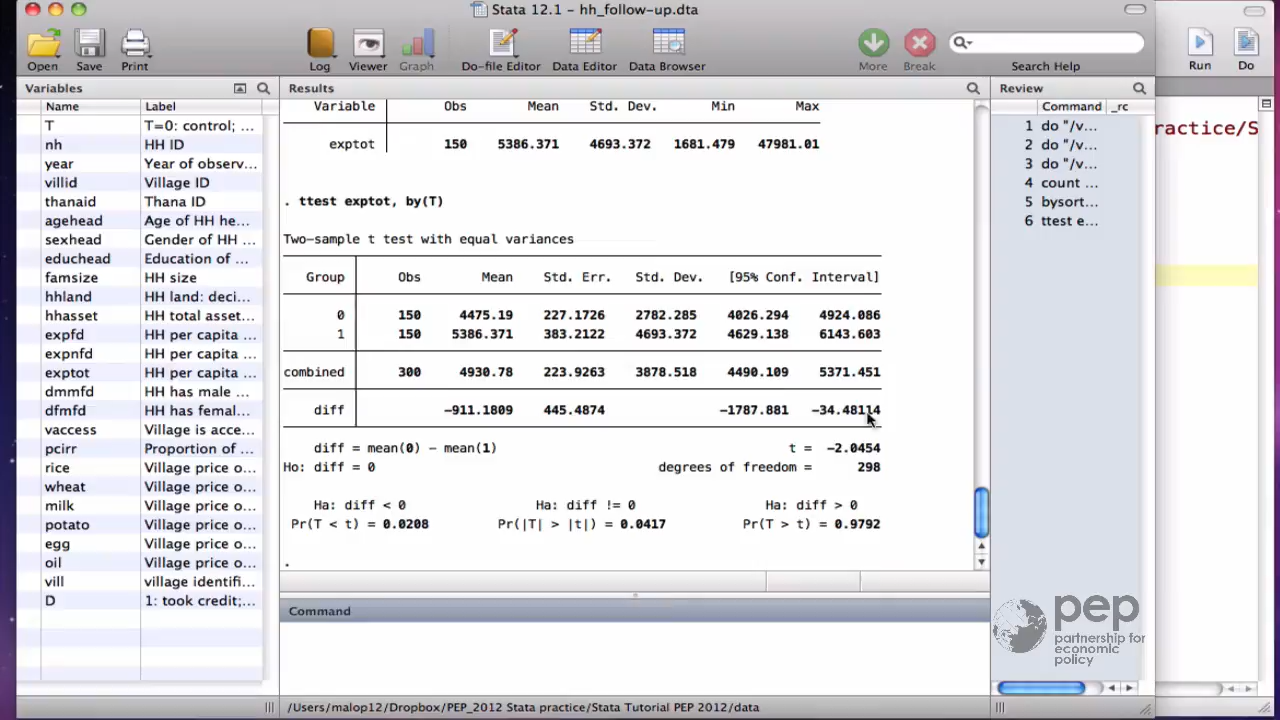 Stata 12.1 - hh_follow-up.dta
Open Save Print Log Viewer Graph Do-file Editor Data Editor Data Browser More Break Search Help Run Do
Variables
Name Label
T T=0: control; ...
nh HH ID
year Year of observ...
villid Village ID
thanaid Thana ID
agehead Age of HH he...
sexhead Gender of HH ...
educhead Education of ...
famsize HH size
hhland HH land: deci...
hhasset HH total asset...
expfd HH per capita ...
expnfd HH per capita ...
exptot HH per capita ...
dmmfd HH has male ...
dfmfd HH has femal...
vaccess Village is acce...
pcirr Proportion of ...
rice Village price o...
wheat Village price o...
milk Village price o...
potato Village price o...
egg Village price o...
oil Village price o...
vill village identifi...
D 1: took credit;...
Results
Variable Obs Mean Std. Dev. Min Max
exptot 150 5386.371 4693.372 1681.479 47981.01
. ttest exptot, by(T)
Two-sample t test with equal variances
Group Obs Mean Std. Err. Std. Dev. [95% Conf. Interval]
0 150 4475.19 227.1726 2782.285 4026.294 4924.086
1 150 5386.371 383.2122 4693.372 4629.138 6143.603
combined 300 4930.78 223.9263 3878.518 4490.109 5371.451
diff -911.1809 445.4874 -1787.881 -34.48114
diff = mean(0) - mean(1) t = -2.0454
Ho: diff = 0 degrees of freedom = 298
Ha: diff < 0 Ha: diff != 0 Ha: diff > 0
Pr(T < t) = 0.0208 Pr(|T| > |t|) = 0.0417 Pr(T > t) = 0.9792
.
Command
/Users/malop12/Dropbox/PEP_2012 Stata practice/Stata Tutorial PEP 2012/data
Review
Command _rc
1 do "/v...
2 do "/v...
3 do "/v...
4 count ...
5 bysort...
6 ttest e...
ractice/S
pep
partnership for
economic
policy